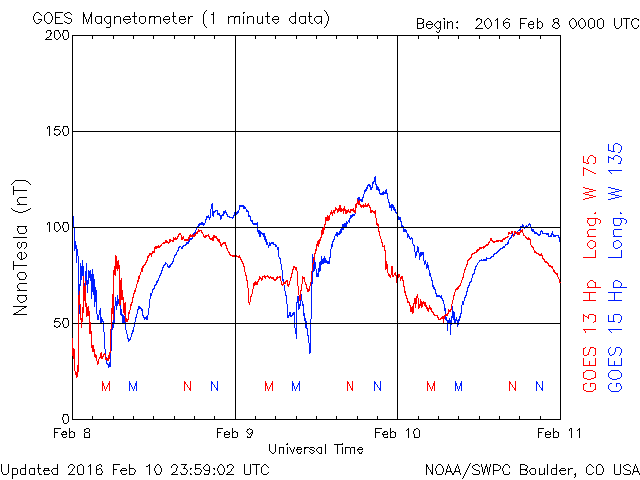 GOES Magnetometer (1 minute data)
Begin: 2016 Feb 8 0000 UTC
200
150
100
50
0
NanoTesla (nT)
M M N N M M N N M M N N
Feb 8 Feb 9 Feb 10 Feb 11
Universal Time
GOES 13 Hp Long. W 75
GOES 15 Hp Long. W 135
Updated 2016 Feb 10 23:59:02 UTC
NOAA/SWPC Boulder, CO USA